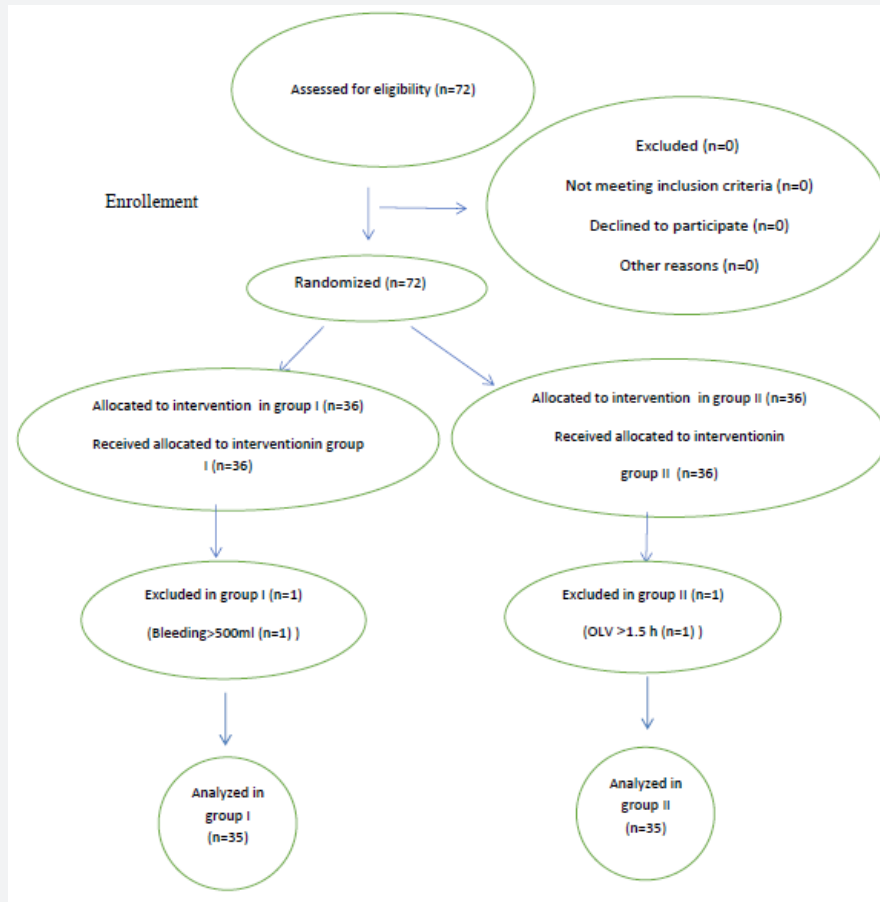 Assessed for eligibility (n=72)
Excluded (n=0)
Not meeting inclusion criteria (n=0)
Declined to participate (n=0)
Other reasons (n=0)
Enrollement
Randomized (n=72)
Allocated to intervention in group I (n=36)
Received allocated to interventionin group
I (n=36)
Allocated to intervention in group II (n=36)
Received allocated to interventionin
group II (n=36)
Excluded in group I (n=1)
(Bleeding>500ml (n=1) )
Excluded in group II (n=1)
(OLV >1.5 h (n=1) )
Analyzed in
group I
(n=35)
Analyzed in
group II
(n=35)